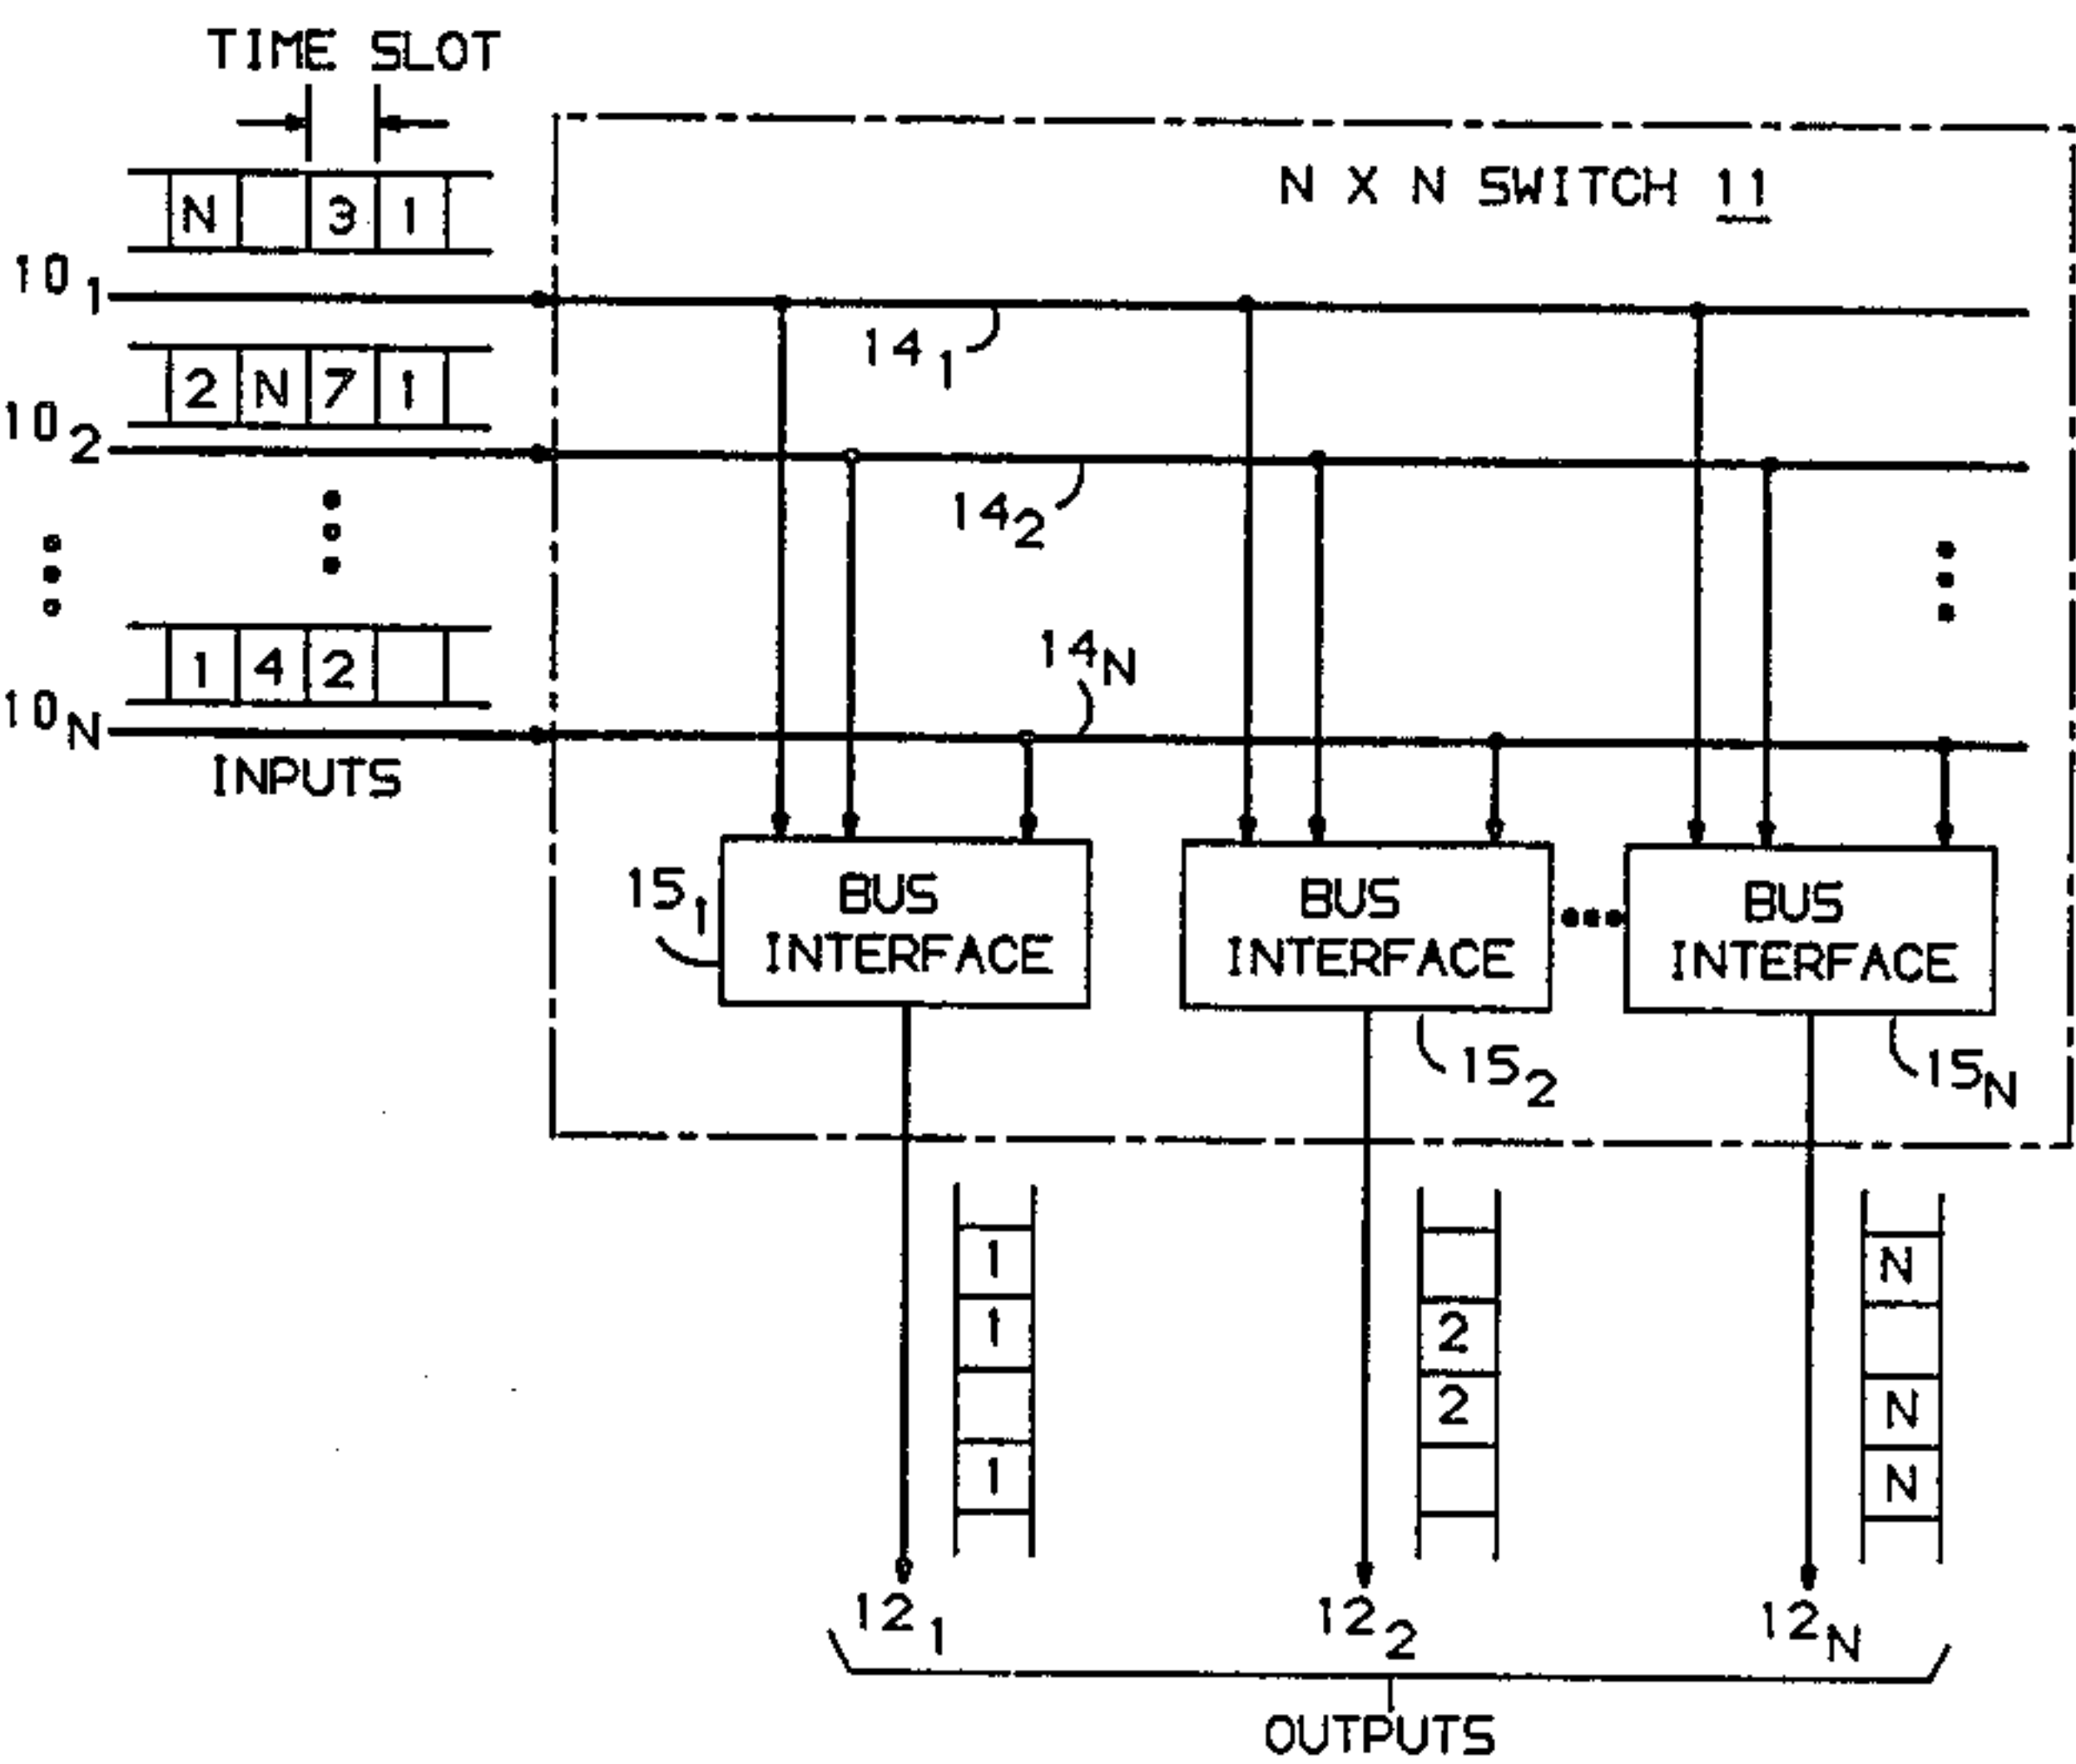 TIME SLOT
N X N SWITCH 11
N 3 1
10 1
14 1
2 N 7 1
10 2
14 2
1 4 2
14 N
10 N
INPUTS
15 1
BUS INTERFACE
BUS INTERFACE
BUS INTERFACE
15 2
15 N
1
1
1
2
2
N
N
N
12 1
12 2
12 N
OUTPUTS